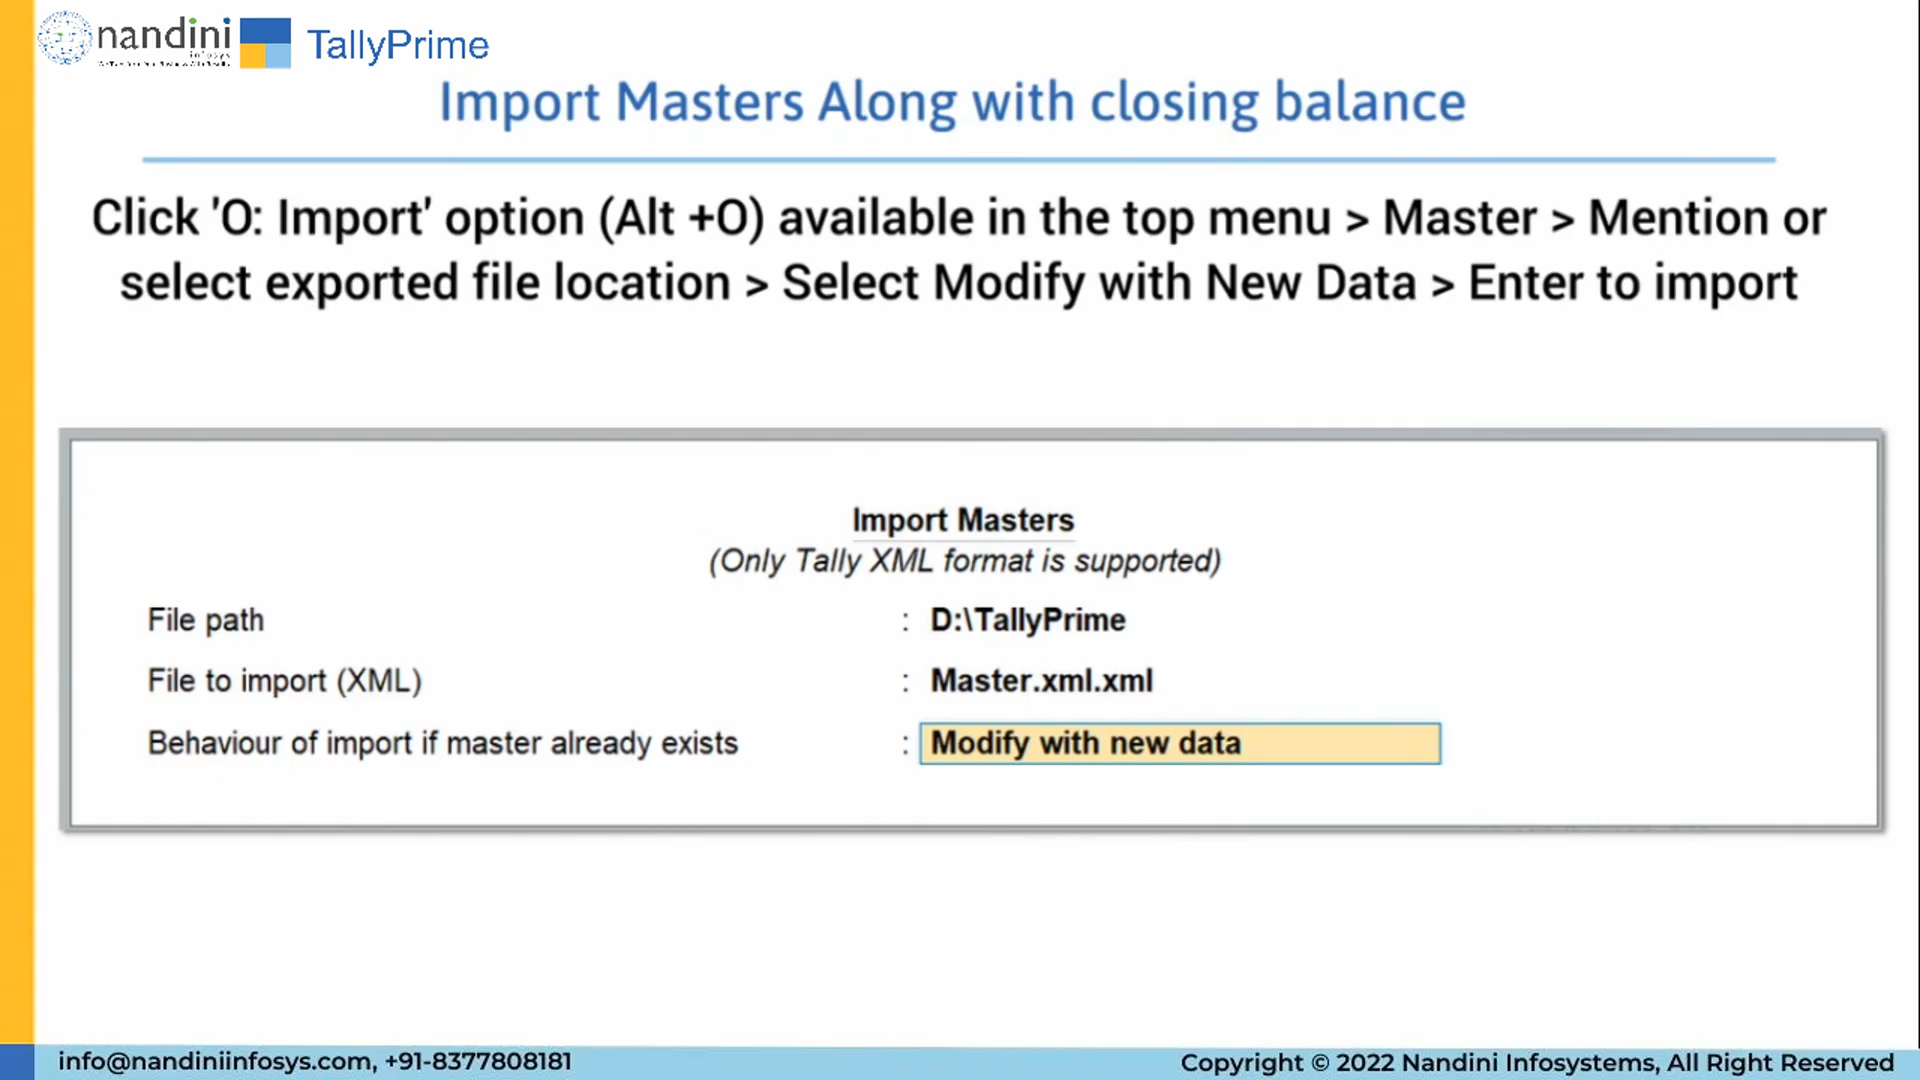 nandini
infosys
TallyPrime
Import Masters Along with closing balance
Click 'O: Import' option (Alt +O) available in the top menu > Master > Mention or
select exported file location > Select Modify with New Data > Enter to import
Import Masters
(Only Tally XML format is supported)
File path : D:\TallyPrime
File to import (XML) : Master.xml.xml
Behaviour of import if master already exists : Modify with new data
info@nandiniinfosys.com, +91-8377808181
Copyright © 2022 Nandini Infosystems, All Right Reserved